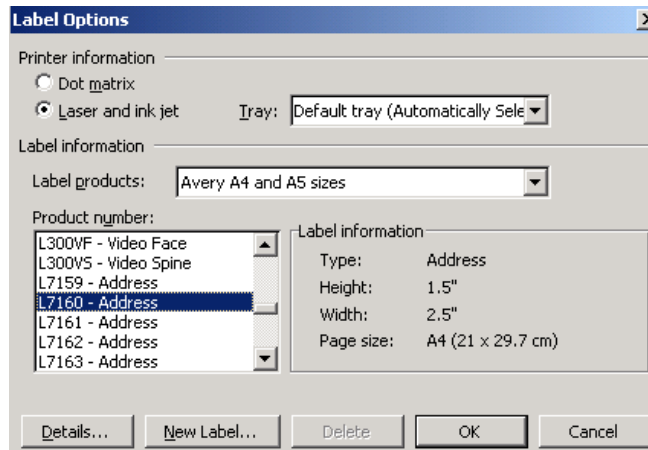 Label Options
Printer information
Dot matrix
Laser and ink jet
Tray:
Default tray (Automatically Sele
Label information
Label products:
Avery A4 and A5 sizes
Product number:
L300VF - Video Face
L300VS - Video Spine
L7159 - Address
L7160 - Address
L7161 - Address
L7162 - Address
L7163 - Address
Label information
Type: Address
Height: 1.5"
Width: 2.5"
Page size: A4 (21 x 29.7 cm)
Details... New Label... Delete OK Cancel